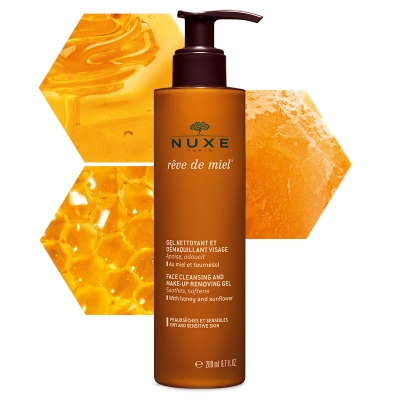 NUXE
PARIS
rêve de miel®
GEL NETTOYANT ET
DÉMAQUILLANT VISAGE
Apaise, adoucit
Au miel et tournesol
FACE CLEANSING AND
MAKE-UP REMOVING GEL
Soothes, softens
With honey and sunflower
PEAUX SÈCHES ET SENSIBLES
DRY AND SENSITIVE SKIN
℮ 200 ml 6.7 fl.oz.